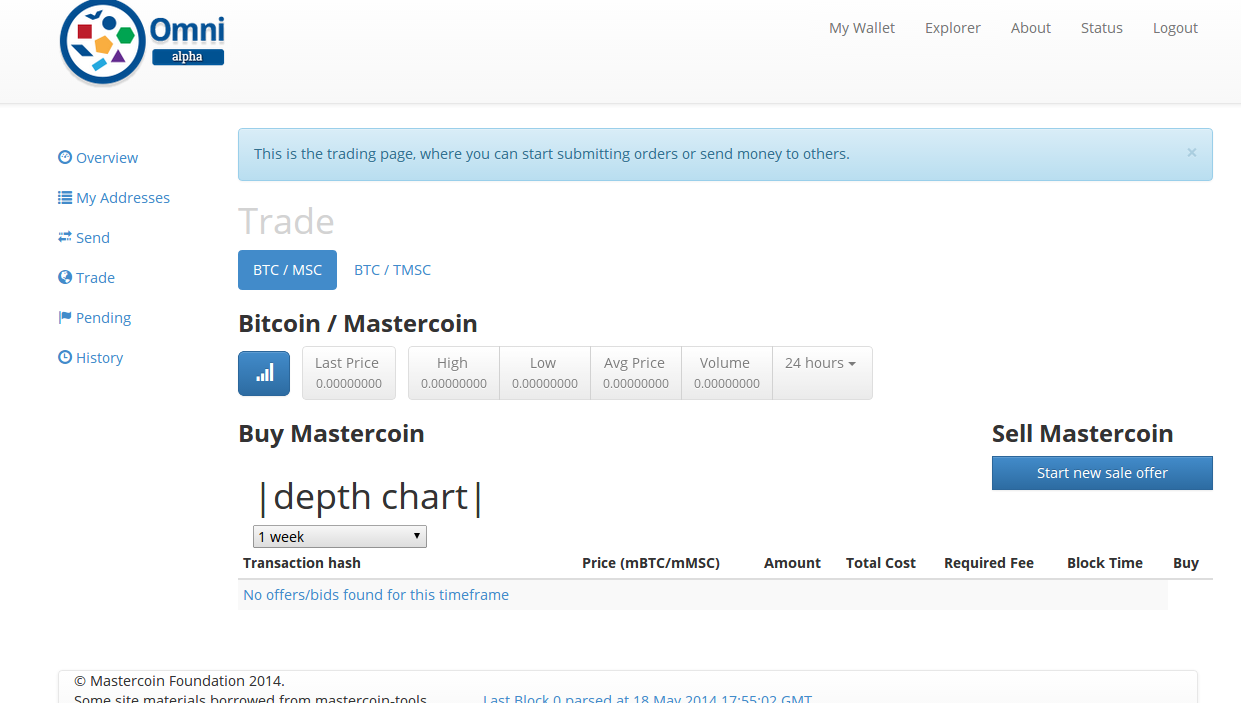 Omni
alpha
My Wallet Explorer About Status Logout
Overview
My Addresses
Send
Trade
Pending
History
This is the trading page, where you can start submitting orders or send money to others. ×
Trade
BTC / MSC BTC / TMSC
Bitcoin / Mastercoin
Last Price High Low Avg Price Volume 24 hours
0.00000000 0.00000000 0.00000000 0.00000000 0.00000000
Buy Mastercoin Sell Mastercoin
Start new sale offer
|depth chart|
1 week
Transaction hash Price (mBTC/mMSC) Amount Total Cost Required Fee Block Time Buy
No offers/bids found for this timeframe
© Mastercoin Foundation 2014.
Some site materials borrowed from mastercoin-tools Last Block 0 parsed at 18 May 2014 17:55:02 GMT